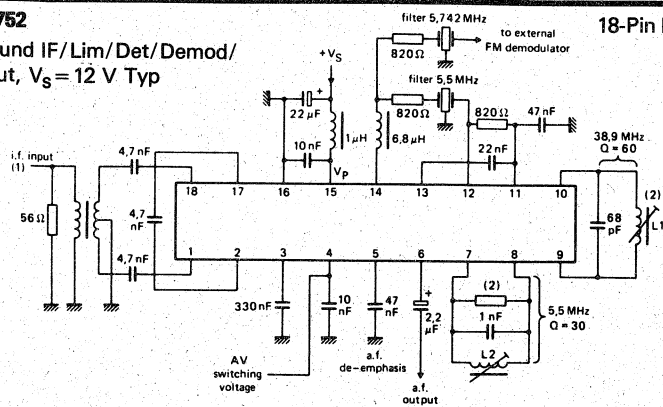 752
18-Pin
und IF/Lim/Det/Demod/
ut, VS = 12 V Typ
filter 5,742 MHz
to external
FM demodulator
820Ω
+VS
filter 5,5 MHz
820Ω
22 µF
+
1 µH
6,8 µH
820Ω
47 nF
10 nF
22 nF
VP
38,9 MHz
Q = 60
i.f. input
(1)
4,7 nF
18 17 16 15 14 13 12 11 10
56 Ω
4,7 nF
68 pF
(2)
L1
4,7 nF
1 2 3 4 5 6 7 8 9
330 nF
10 nF
47 nF
+
2,2 µF
(2)
1 nF
L2
5,5 MHz
Q = 30
AV
switching
voltage
a.f.
de-emphasis
a.f.
output